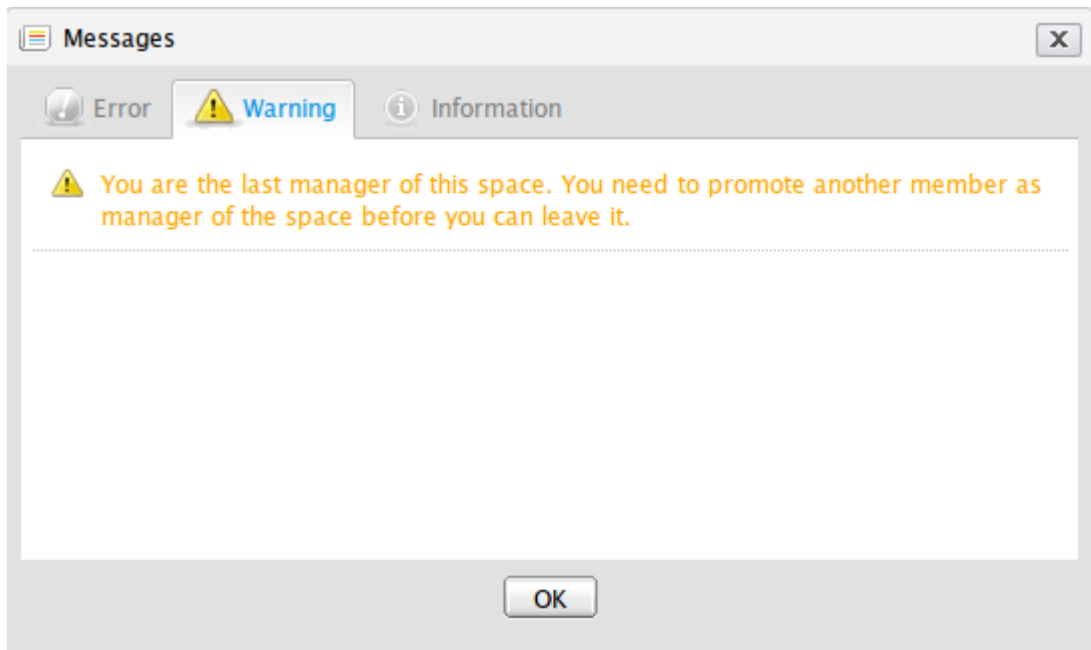 Messages
Error Warning Information
You are the last manager of this space. You need to promote another member as
manager of the space before you can leave it.
OK